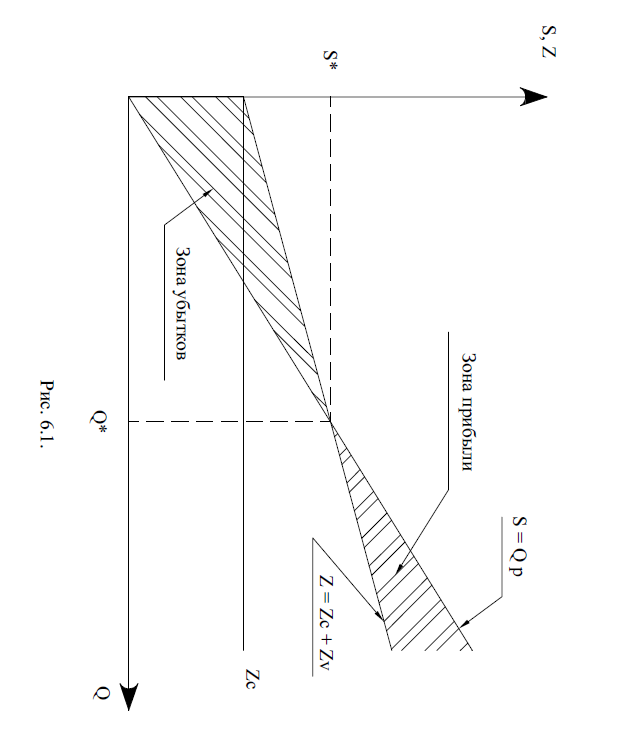 S, Z
S*
Зона прибыли
S = Q p
Z = Zc + Zv
Zc
Зона убытков
Q*
Q
Рис. 6.1.